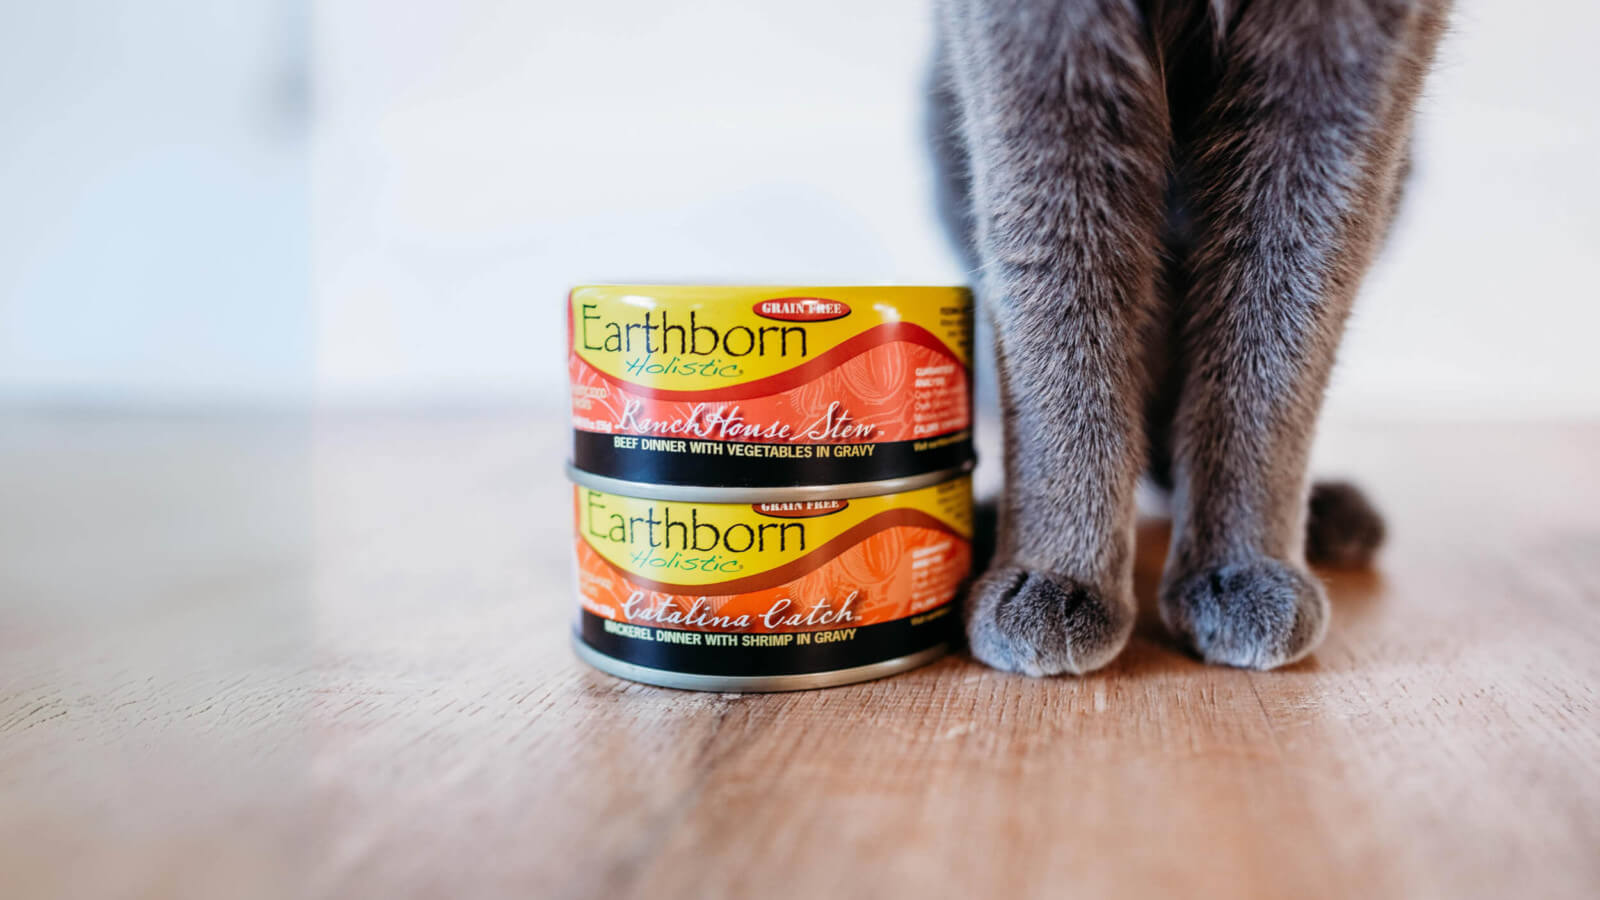 GRAIN FREE
Earthborn
Holistic
RanchHouse Stew
BEEF DINNER WITH VEGETABLES IN GRAVY
GRAIN FREE
Earthborn
Holistic
Catalina Catch
MACKEREL DINNER WITH SHRIMP IN GRAVY